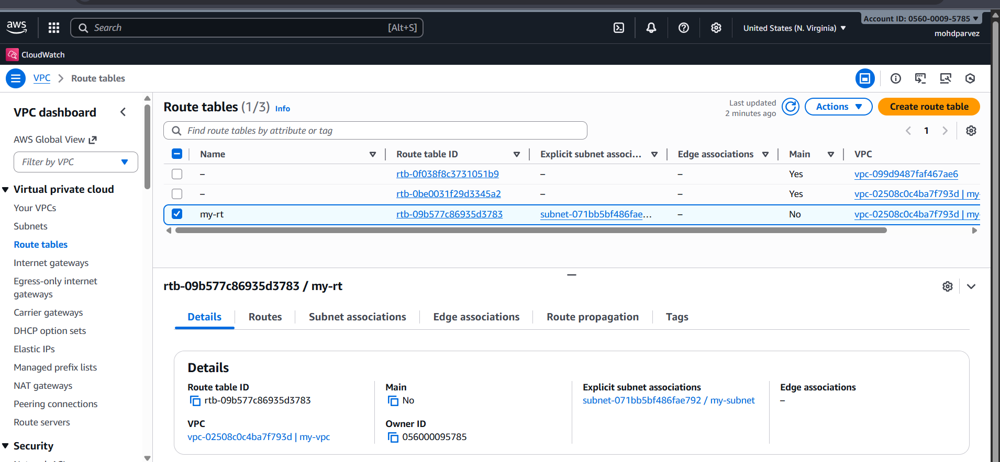 aws
Search [Alt+S]
United States (N. Virginia)
Account ID: 0560-0009-5785
mohdparvez
CloudWatch
VPC Route tables
VPC dashboard
AWS Global View
Filter by VPC
Virtual private cloud
Your VPCs
Subnets
Route tables
Internet gateways
Egress-only internet
gateways
Carrier gateways
DHCP option sets
Elastic IPs
Managed prefix lists
NAT gateways
Peering connections
Route servers
Security
Route tables (1/3) Info
Last updated
2 minutes ago
Actions
Create route table
Find route tables by attribute or tag
1
Name Route table ID Explicit subnet associ... Edge associations Main VPC
– rtb-0f038f8c3731051b9 – – Yes vpc-099d9487faf467ae6
– rtb-0be0031f29d3345a2 – – Yes vpc-02508c0c4ba7f793d | my-
my-rt rtb-09b577c86935d3783 subnet-071bb5bf486fae... – No vpc-02508c0c4ba7f793d | my-
rtb-09b577c86935d3783 / my-rt
Details Routes Subnet associations Edge associations Route propagation Tags
Details
Route table ID
rtb-09b577c86935d3783
Main
No
Explicit subnet associations
subnet-071bb5bf486fae792 / my-subnet
Edge associations
–
VPC
vpc-02508c0c4ba7f793d | my-vpc
Owner ID
056000095785